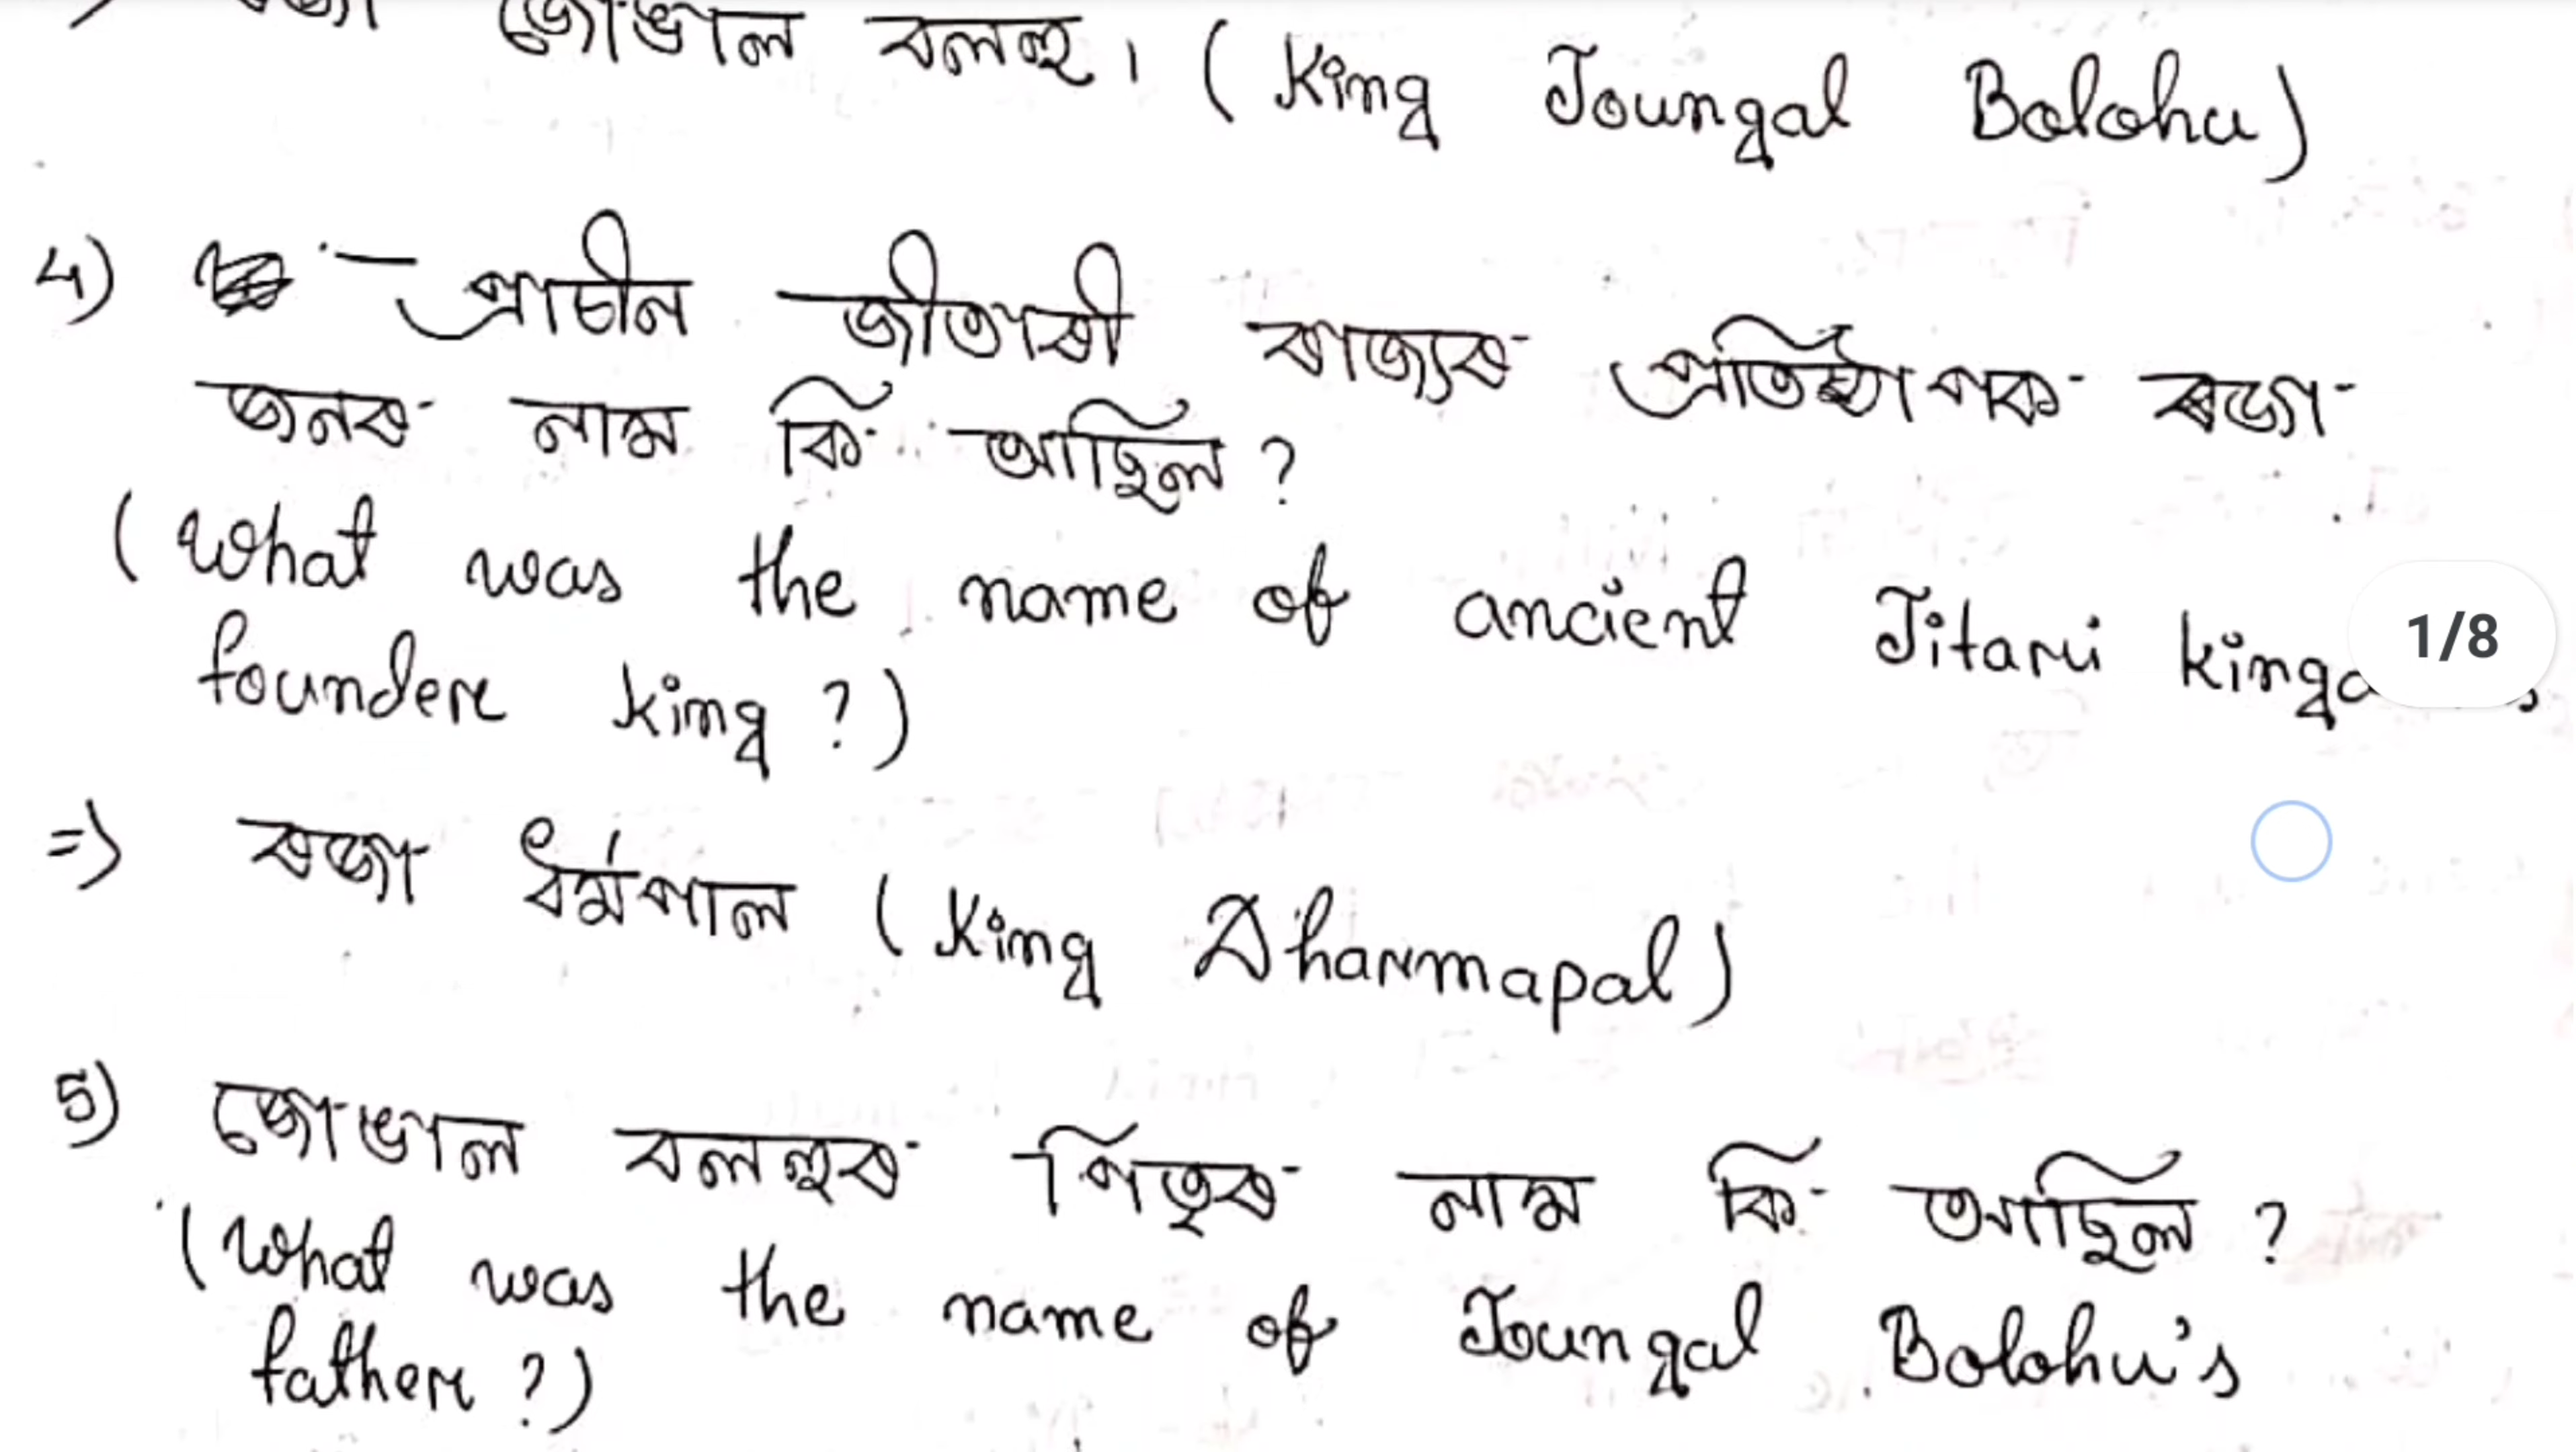 জোঙাল বলহু। (King Joungal Bolohu)
4) প্ৰাচীন জীতাৰী ৰাজ্যৰ প্ৰতিষ্ঠাপক ৰজা
জনৰ নাম কি আছিল?
(What was the name of ancient Jitari
founder king?)
=) ৰজা ধৰ্মপাল (King Dharmapal)
5) জোঙাল বলহুৰ পিতৃৰ নাম কি আছিল?
(What was the name of Joungal Bolohu's
father?)
1/8